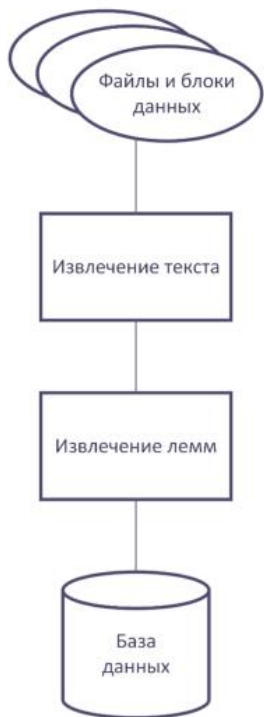 Файлы и блоки
данных
Извлечение текста
Извлечение лемм
База
данных